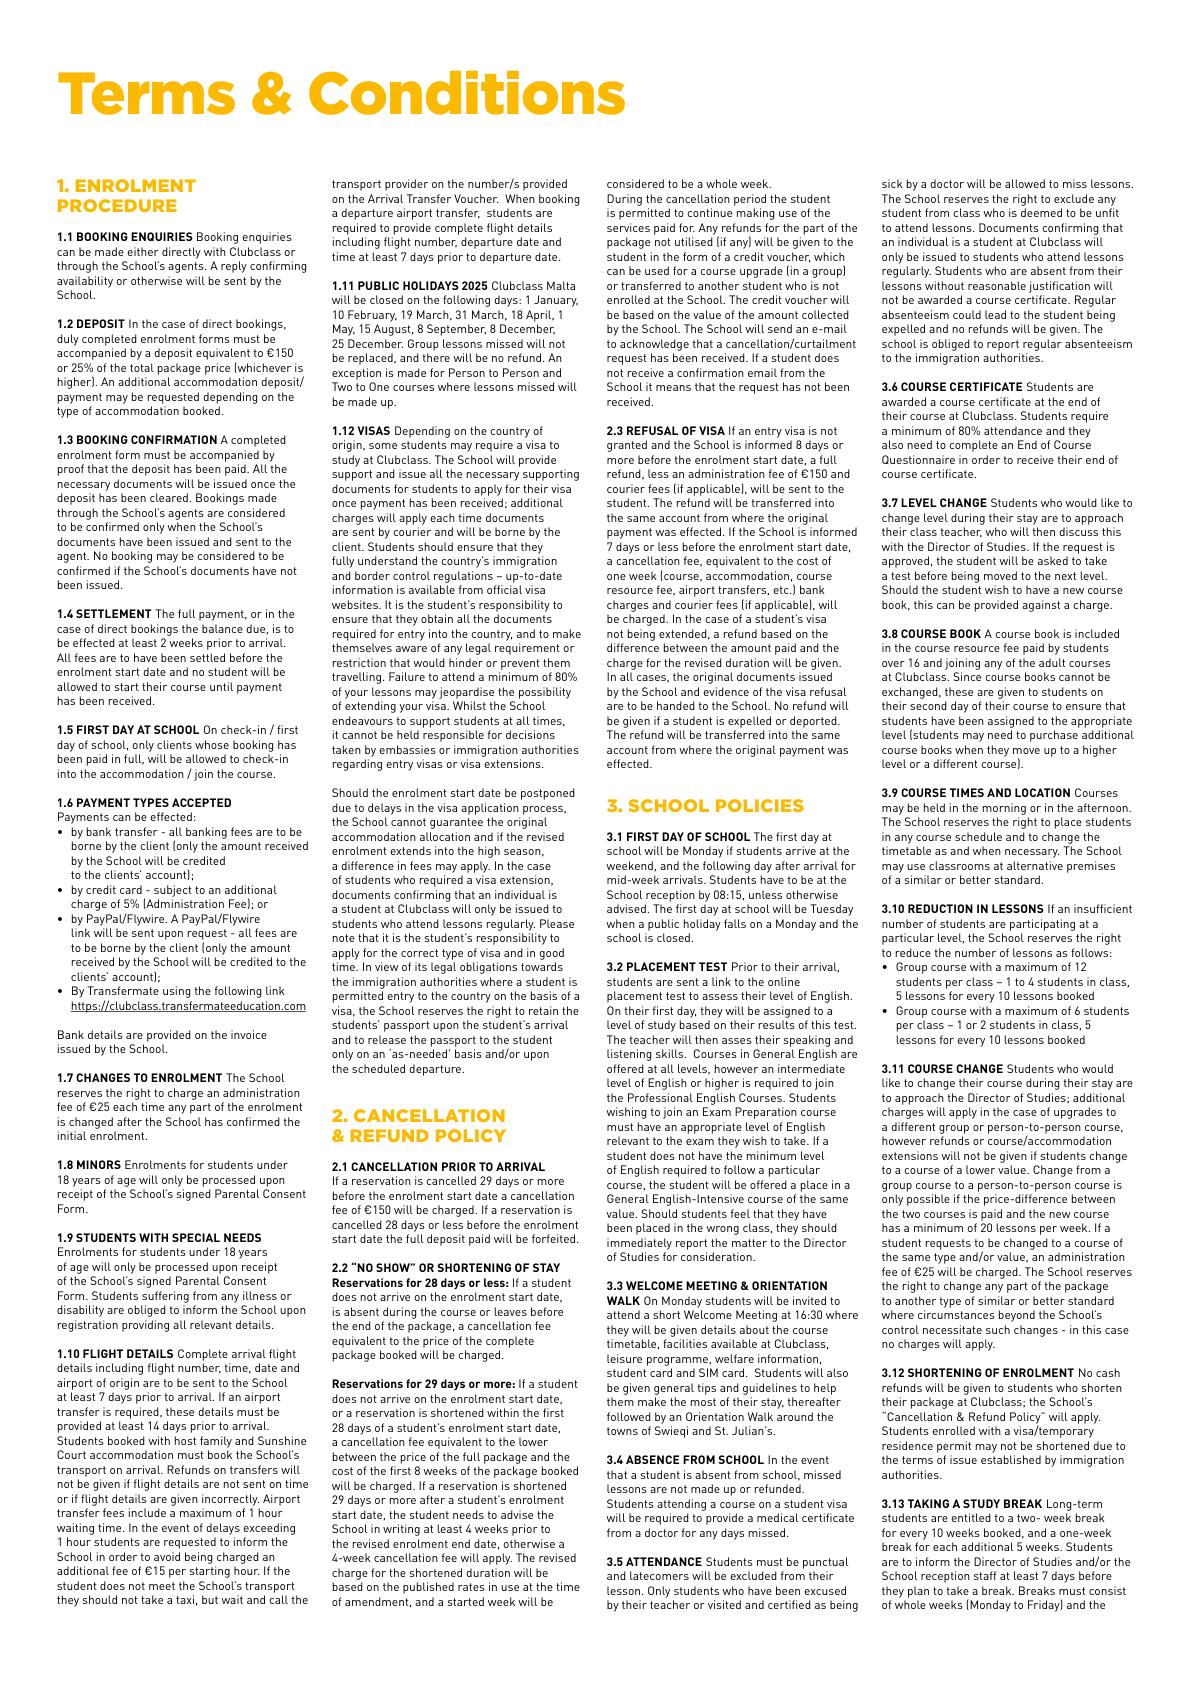 Terms & Conditions
1. ENROLMENT
PROCEDURE
1.1 BOOKING ENQUIRIES Booking enquiries
can be made either directly with Clubclass or
through the School's agents. A reply confirming
availability or otherwise will be sent by the
School.
1.2 DEPOSIT In the case of direct bookings,
duly completed enrolment forms must be
accompanied by a deposit equivalent to €150
or 25% of the total package price (whichever is
higher). An additional accommodation deposit/
payment may be requested depending on the
type of accommodation booked.
1.3 BOOKING CONFIRMATION A completed
enrolment form must be accompanied by
proof that the deposit has been paid. All the
necessary documents will be issued once the
deposit has been cleared. Bookings made
through the School's agents are considered
to be confirmed only when the School's
documents have been issued and sent to the
agent. No booking may be considered to be
confirmed if the School's documents have not
been issued.
1.4 SETTLEMENT The full payment, or in the
case of direct bookings the balance due, is to
be effected at least 2 weeks prior to arrival.
All fees are to have been settled before the
enrolment start date and no student will be
allowed to start their course until payment
has been received.
1.5 FIRST DAY AT SCHOOL On check-in / first
day of school, only clients whose booking has
been paid in full, will be allowed to check-in
into the accommodation / join the course.
1.6 PAYMENT TYPES ACCEPTED
Payments can be effected:
• by bank transfer - all banking fees are to be
borne by the client (only the amount received
by the School will be credited
to the clients' account);
• by credit card - subject to an additional
charge of 5% (Administration Fee); or
• by PayPal/Flywire. A PayPal/Flywire
link will be sent upon request - all fees are
to be borne by the client (only the amount
received by the School will be credited to the
clients' account);
• By Transfermate using the following link
https://clubclass.transfermateeducation.com
Bank details are provided on the invoice
issued by the School.
1.7 CHANGES TO ENROLMENT The School
reserves the right to charge an administration
fee of €25 each time any part of the enrolment
is changed after the School has confirmed the
initial enrolment.
1.8 MINORS Enrolments for students under
18 years of age will only be processed upon
receipt of the School's signed Parental Consent
Form.
1.9 STUDENTS WITH SPECIAL NEEDS
Enrolments for students under 18 years
of age will only be processed upon receipt
of the School's signed Parental Consent
Form. Students suffering from any illness or
disability are obliged to inform the School upon
registration providing all relevant details.
1.10 FLIGHT DETAILS Complete arrival flight
details including flight number, time, date and
airport of origin are to be sent to the School
at least 7 days prior to arrival. If an airport
transfer is required, these details must be
provided at least 14 days prior to arrival.
Students booked with host family and Sunshine
Court accommodation must book the School's
transport on arrival. Refunds on transfers will
not be given if flight details are not sent on time
or if flight details are given incorrectly. Airport
transfer fees include a maximum of 1 hour
waiting time. In the event of delays exceeding
1 hour students are requested to inform the
School in order to avoid being charged an
additional fee of €15 per starting hour. If the
student does not meet the School's transport
they should not take a taxi, but wait and call the
transport provider on the number/s provided
on the Arrival Transfer Voucher. When booking
a departure airport transfer, students are
required to provide complete flight details
including flight number, departure date and
time at least 7 days prior to departure date.
1.11 PUBLIC HOLIDAYS 2025 Clubclass Malta
will be closed on the following days: 1 January,
10 February, 19 March, 31 March, 18 April, 1
May, 15 August, 8 September, 8 December,
25 December. Group lessons missed will not
be replaced, and there will be no refund. An
exception is made for Person to Person and
Two to One courses where lessons missed will
be made up.
1.12 VISAS Depending on the country of
origin, some students may require a visa to
study at Clubclass. The School will provide
support and issue all the necessary supporting
documents for students to apply for their visa
once payment has been received; additional
charges will apply each time documents
are sent by courier and will be borne by the
client. Students should ensure that they
fully understand the country's immigration
and border control regulations – up-to-date
information is available from official visa
websites. It is the student's responsibility to
ensure that they obtain all the documents
required for entry into the country, and to make
themselves aware of any legal requirement or
restriction that would hinder or prevent them
travelling. Failure to attend a minimum of 80%
of your lessons may jeopardise the possibility
of extending your visa. Whilst the School
endeavours to support students at all times,
it cannot be held responsible for decisions
taken by embassies or immigration authorities
regarding entry visas or visa extensions.
Should the enrolment start date be postponed
due to delays in the visa application process,
the School cannot guarantee the original
accommodation allocation and if the revised
enrolment extends into the high season,
a difference in fees may apply. In the case
of students who required a visa extension,
documents confirming that an individual is
a student at Clubclass will only be issued to
students who attend lessons regularly. Please
note that it is the student's responsibility to
apply for the correct type of visa and in good
time. In view of its legal obligations towards
the immigration authorities where a student is
permitted entry to the country on the basis of a
visa, the School reserves the right to retain the
students' passport upon the student's arrival
and to release the passport to the student
only on an 'as-needed' basis and/or upon
the scheduled departure.
2. CANCELLATION
& REFUND POLICY
2.1 CANCELLATION PRIOR TO ARRIVAL
If a reservation is cancelled 29 days or more
before the enrolment start date a cancellation
fee of €150 will be charged. If a reservation is
cancelled 28 days or less before the enrolment
start date the full deposit paid will be forfeited.
2.2 “NO SHOW” OR SHORTENING OF STAY
Reservations for 28 days or less: If a student
does not arrive on the enrolment start date,
is absent during the course or leaves before
the end of the package, a cancellation fee
equivalent to the price of the complete
package booked will be charged.
Reservations for 29 days or more: If a student
does not arrive on the enrolment start date,
or a reservation is shortened within the first
28 days of a student's enrolment start date,
a cancellation fee equivalent to the lower
between the price of the full package and the
cost of the first 8 weeks of the package booked
will be charged. If a reservation is shortened
29 days or more after a student's enrolment
start date, the student needs to advise the
School in writing at least 4 weeks prior to
the revised enrolment end date, otherwise a
4-week cancellation fee will apply. The revised
charge for the shortened duration will be
based on the published rates in use at the time
of amendment, and a started week will be
considered to be a whole week.
During the cancellation period the student
is permitted to continue making use of the
services paid for. Any refunds for the part of the
package not utilised (if any) will be given to the
student in the form of a credit voucher, which
can be used for a course upgrade (in a group)
or transferred to another student who is not
enrolled at the School. The credit voucher will
be based on the value of the amount collected
by the School. The School will send an e-mail
to acknowledge that a cancellation/curtailment
request has been received. If a student does
not receive a confirmation email from the
School it means that the request has not been
received.
2.3 REFUSAL OF VISA If an entry visa is not
granted and the School is informed 8 days or
more before the enrolment start date, a full
refund, less an administration fee of €150 and
courier fees (if applicable), will be sent to the
student. The refund will be transferred into
the same account from where the original
payment was effected. If the School is informed
7 days or less before the enrolment start date,
a cancellation fee, equivalent to the cost of
one week (course, accommodation, course
resource fee, airport transfers, etc.) bank
charges and courier fees (if applicable), will
be charged. In the case of a student's visa
not being extended, a refund based on the
difference between the amount paid and the
charge for the revised duration will be given.
In all cases, the original documents issued
by the School and evidence of the visa refusal
are to be handed to the School. No refund will
be given if a student is expelled or deported.
The refund will be transferred into the same
account from where the original payment was
effected.
3. SCHOOL POLICIES
3.1 FIRST DAY OF SCHOOL The first day at
school will be Monday if students arrive at the
weekend, and the following day after arrival for
mid-week arrivals. Students have to be at the
School reception by 08:15, unless otherwise
advised. The first day at school will be Tuesday
when a public holiday falls on a Monday and the
school is closed.
3.2 PLACEMENT TEST Prior to their arrival,
students are sent a link to the online
placement test to assess their level of English.
On their first day, they will be assigned to a
level of study based on their results of this test.
The teacher will then asses their speaking and
listening skills. Courses in General English are
offered at all levels, however an intermediate
level of English or higher is required to join
the Professional English Courses. Students
wishing to join an Exam Preparation course
must have an appropriate level of English
relevant to the exam they wish to take. If a
student does not have the minimum level
of English required to follow a particular
course, the student will be offered a place in a
General English-Intensive course of the same
value. Should students feel that they have
been placed in the wrong class, they should
immediately report the matter to the Director
of Studies for consideration.
3.3 WELCOME MEETING & ORIENTATION
WALK On Monday students will be invited to
attend a short Welcome Meeting at 16:30 where
they will be given details about the course
timetable, facilities available at Clubclass,
leisure programme, welfare information,
student card and SIM card. Students will also
be given general tips and guidelines to help
them make the most of their stay, thereafter
followed by an Orientation Walk around the
towns of Swieqi and St. Julian's.
3.4 ABSENCE FROM SCHOOL In the event
that a student is absent from school, missed
lessons are not made up or refunded.
Students attending a course on a student visa
will be required to provide a medical certificate
from a doctor for any days missed.
3.5 ATTENDANCE Students must be punctual
and latecomers will be excluded from their
lesson. Only students who have been excused
by their teacher or visited and certified as being
sick by a doctor will be allowed to miss lessons.
The School reserves the right to exclude any
student from class who is deemed to be unfit
to attend lessons. Documents confirming that
an individual is a student at Clubclass will
only be issued to students who attend lessons
regularly. Students who are absent from their
lessons without reasonable justification will
not be awarded a course certificate. Regular
absenteeism could lead to the student being
expelled and no refunds will be given. The
school is obliged to report regular absenteeism
to the immigration authorities.
3.6 COURSE CERTIFICATE Students are
awarded a course certificate at the end of
their course at Clubclass. Students require
a minimum of 80% attendance and they
also need to complete an End of Course
Questionnaire in order to receive their end of
course certificate.
3.7 LEVEL CHANGE Students who would like to
change level during their stay are to approach
their class teacher, who will then discuss this
with the Director of Studies. If the request is
approved, the student will be asked to take
a test before being moved to the next level.
Should the student wish to have a new course
book, this can be provided against a charge.
3.8 COURSE BOOK A course book is included
in the course resource fee paid by students
over 16 and joining any of the adult courses
at Clubclass. Since course books cannot be
exchanged, these are given to students on
their second day of their course to ensure that
students have been assigned to the appropriate
level (students may need to purchase additional
course books when they move up to a higher
level or a different course).
3.9 COURSE TIMES AND LOCATION Courses
may be held in the morning or in the afternoon.
The School reserves the right to place students
in any course schedule and to change the
timetable as and when necessary. The School
may use classrooms at alternative premises
of a similar or better standard.
3.10 REDUCTION IN LESSONS If an insufficient
number of students are participating at a
particular level, the School reserves the right
to reduce the number of lessons as follows:
• Group course with a maximum of 12
students per class – 1 to 4 students in class,
5 lessons for every 10 lessons booked
• Group course with a maximum of 6 students
per class – 1 or 2 students in class, 5
lessons for every 10 lessons booked
3.11 COURSE CHANGE Students who would
like to change their course during their stay are
to approach the Director of Studies; additional
charges will apply in the case of upgrades to
a different group or person-to-person course,
however refunds or course/accommodation
extensions will not be given if students change
to a course of a lower value. Change from a
group course to a person-to-person course is
only possible if the price-difference between
the two courses is paid and the new course
has a minimum of 20 lessons per week. If a
student requests to be changed to a course of
the same type and/or value, an administration
fee of €25 will be charged. The School reserves
the right to change any part of the package
to another type of similar or better standard
where circumstances beyond the School's
control necessitate such changes - in this case
no charges will apply.
3.12 SHORTENING OF ENROLMENT No cash
refunds will be given to students who shorten
their package at Clubclass; the School's
“Cancellation & Refund Policy” will apply.
Students enrolled with a visa/temporary
residence permit may not be shortened due to
the terms of issue established by immigration
authorities.
3.13 TAKING A STUDY BREAK Long-term
students are entitled to a two- week break
for every 10 weeks booked, and a one-week
break for each additional 5 weeks. Students
are to inform the Director of Studies and/or the
School reception staff at least 7 days before
they plan to take a break. Breaks must consist
of whole weeks (Monday to Friday) and the